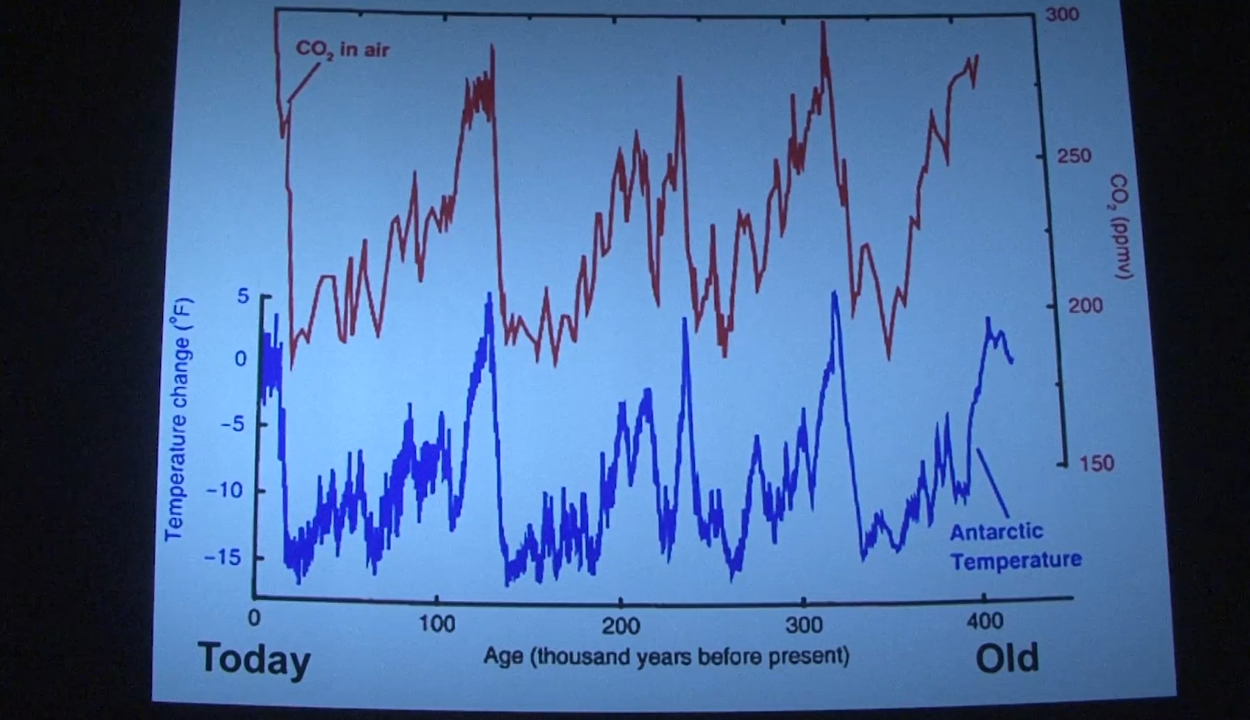 CO₂ in air
300
250
200
150
CO₂ (ppmv)
5
0
−5
−10
−15
Temperature change (°F)
Antarctic
Temperature
0
100
200
300
400
Today
Age (thousand years before present)
Old